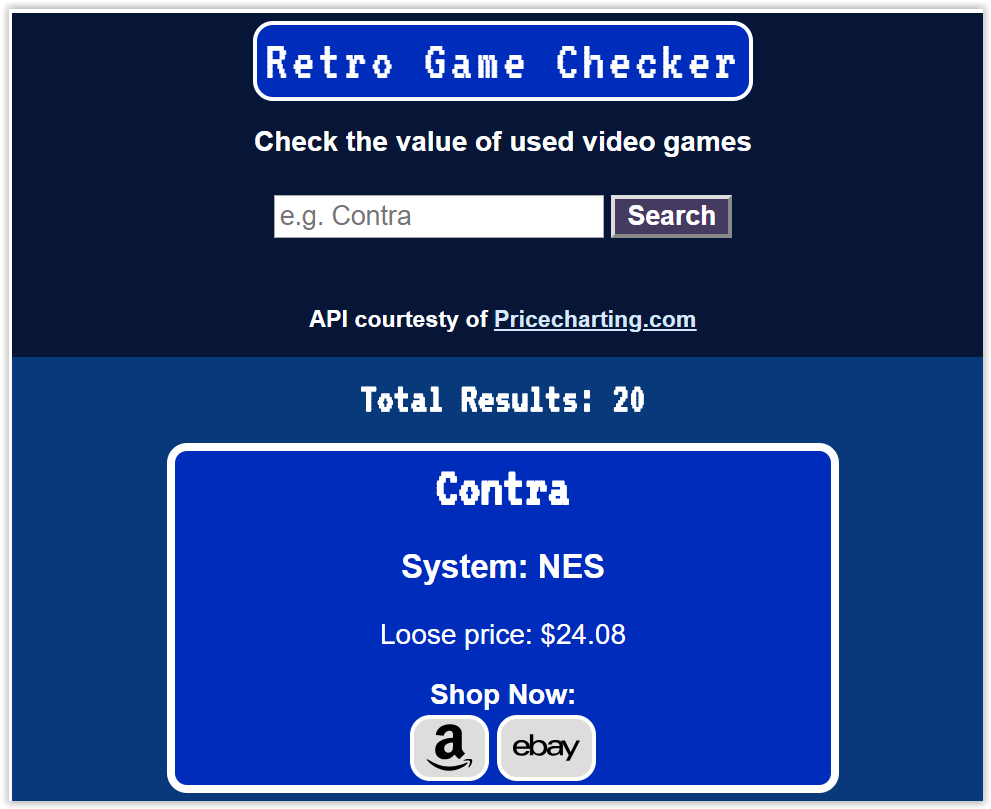 Retro Game Checker
Check the value of used video games
e.g. Contra
Search
API courtesty of Pricecharting.com
Total Results: 20
Contra
System: NES
Loose price: $24.08
Shop Now:
a
ebay